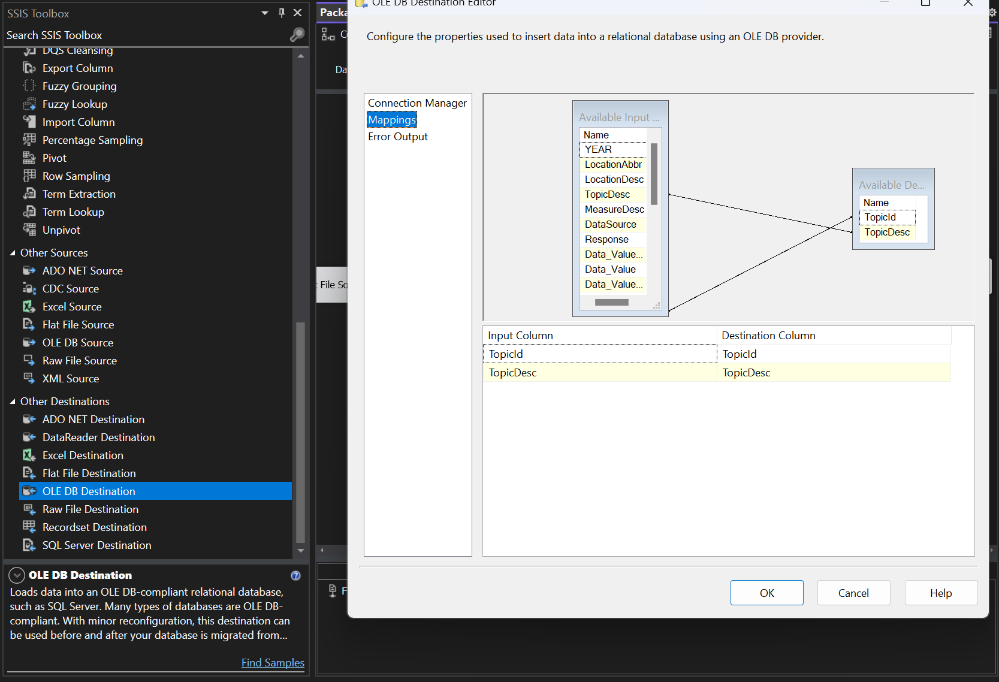 SSIS Toolbox
Search SSIS Toolbox
DQS Cleansing
Export Column
Fuzzy Grouping
Fuzzy Lookup
Import Column
Percentage Sampling
Pivot
Row Sampling
Term Extraction
Term Lookup
Unpivot
Other Sources
ADO NET Source
CDC Source
Excel Source
Flat File Source
OLE DB Source
Raw File Source
XML Source
Other Destinations
ADO NET Destination
DataReader Destination
Excel Destination
Flat File Destination
OLE DB Destination
Raw File Destination
Recordset Destination
SQL Server Destination
OLE DB Destination
Loads data into an OLE DB-compliant relational database,
such as SQL Server. Many types of databases are OLE DB-
compliant. With minor reconfiguration, this destination can
be used before and after your database is migrated from...
Find Samples
Packa
Da
File So
F
OLE DB Destination Editor
Configure the properties used to insert data into a relational database using an OLE DB provider.
Connection Manager
Mappings
Error Output
Available Input ...
Name
YEAR
LocationAbbr
LocationDesc
TopicDesc
MeasureDesc
DataSource
Response
Data_Value...
Data_Value
Data_Value...
Available De...
Name
TopicId
TopicDesc
Input Column Destination Column
TopicId TopicId
TopicDesc TopicDesc
OK Cancel Help